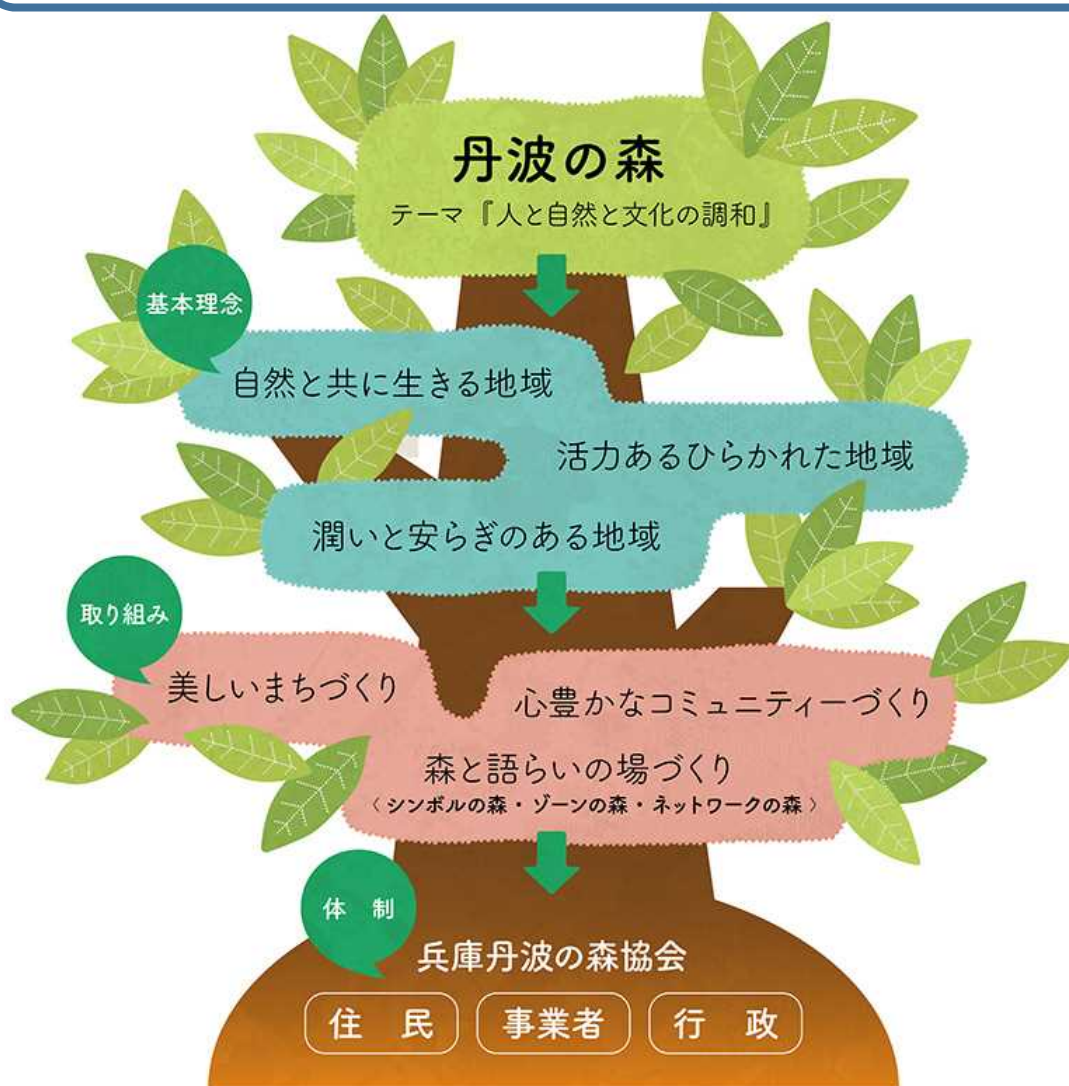 丹波の森
テーマ『人と自然と文化の調和』
基本理念
自然と共に生きる地域
活力あるひらかれた地域
潤いと安らぎのある地域
取り組み
美しいまちづくり
心豊かなコミュニティーづくり
森と語らいの場づくり
〈シンボルの森・ゾーンの森・ネットワークの森〉
体 制
兵庫丹波の森協会
住 民
事業者
行 政